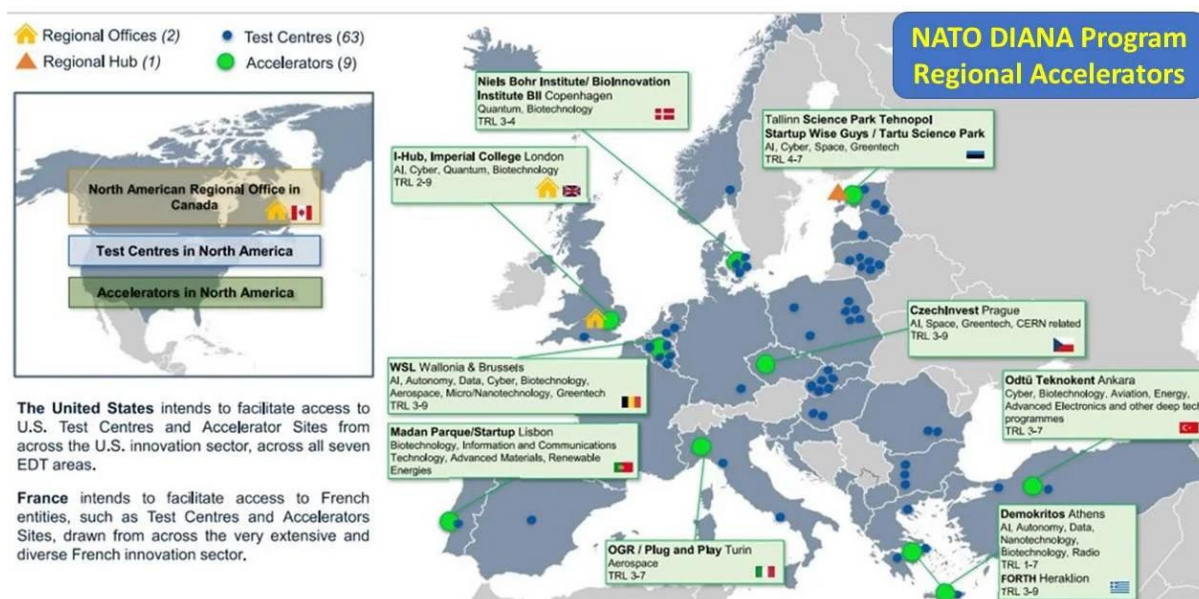 NATO DIANA Program
Regional Accelerators
Regional Offices (2)
Regional Hub (1)
Test Centres (63)
Accelerators (9)
North American Regional Office in
Canada
Test Centres in North America
Accelerators in North America
The United States intends to facilitate access to
U.S. Test Centres and Accelerator Sites from
across the U.S. innovation sector, across all seven
EDT areas.
France intends to facilitate access to French
entities, such as Test Centres and Accelerators
Sites, drawn from across the very extensive and
diverse French innovation sector.
Niels Bohr Institute/ BioInnovation
Institute BII Copenhagen
Quantum, Biotechnology
TRL 3-4
Tallinn Science Park Tehnopol
Startup Wise Guys / Tartu Science Park
AI, Cyber, Space, Greentech
TRL 4-7
I-Hub, Imperial College London
AI, Cyber, Quantum, Biotechnology
TRL 2-9
CzechInvest Prague
AI, Space, Greentech, CERN related
TRL 3-9
WSL Wallonia & Brussels
AI, Autonomy, Data, Cyber, Biotechnology,
Aerospace, Micro/Nanotechnology, Greentech
TRL 3-9
Odtü Teknokent Ankara
Cyber, Biotechnology, Aviation, Energy,
Advanced Electronics and other deep tech
programmes
TRL 3-7
Madan Parque/Startup Lisbon
Biotechnology, Information and Communications
Technology, Advanced Materials, Renewable
Energies
OGR / Plug and Play Turin
Aerospace
TRL 3-7
Demokritos Athens
AI, Autonomy, Data,
Nanotechnology,
Biotechnology, Radio
TRL 1-7
FORTH Heraklion
TRL 3-9